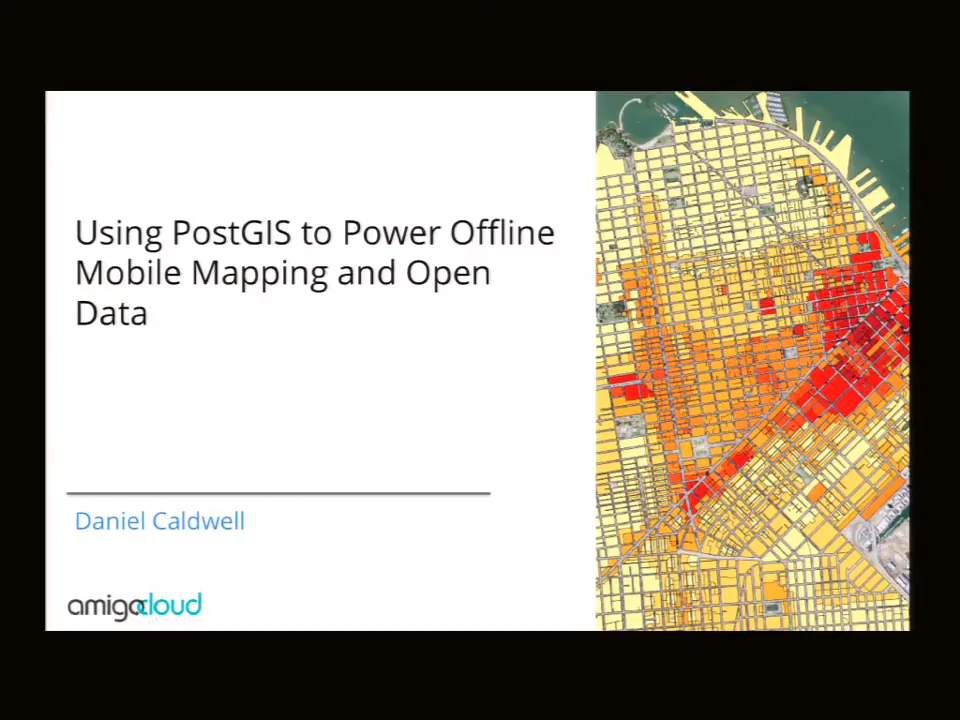 Using PostGIS to Power Offline
Mobile Mapping and Open
Data
Daniel Caldwell
amigocloud